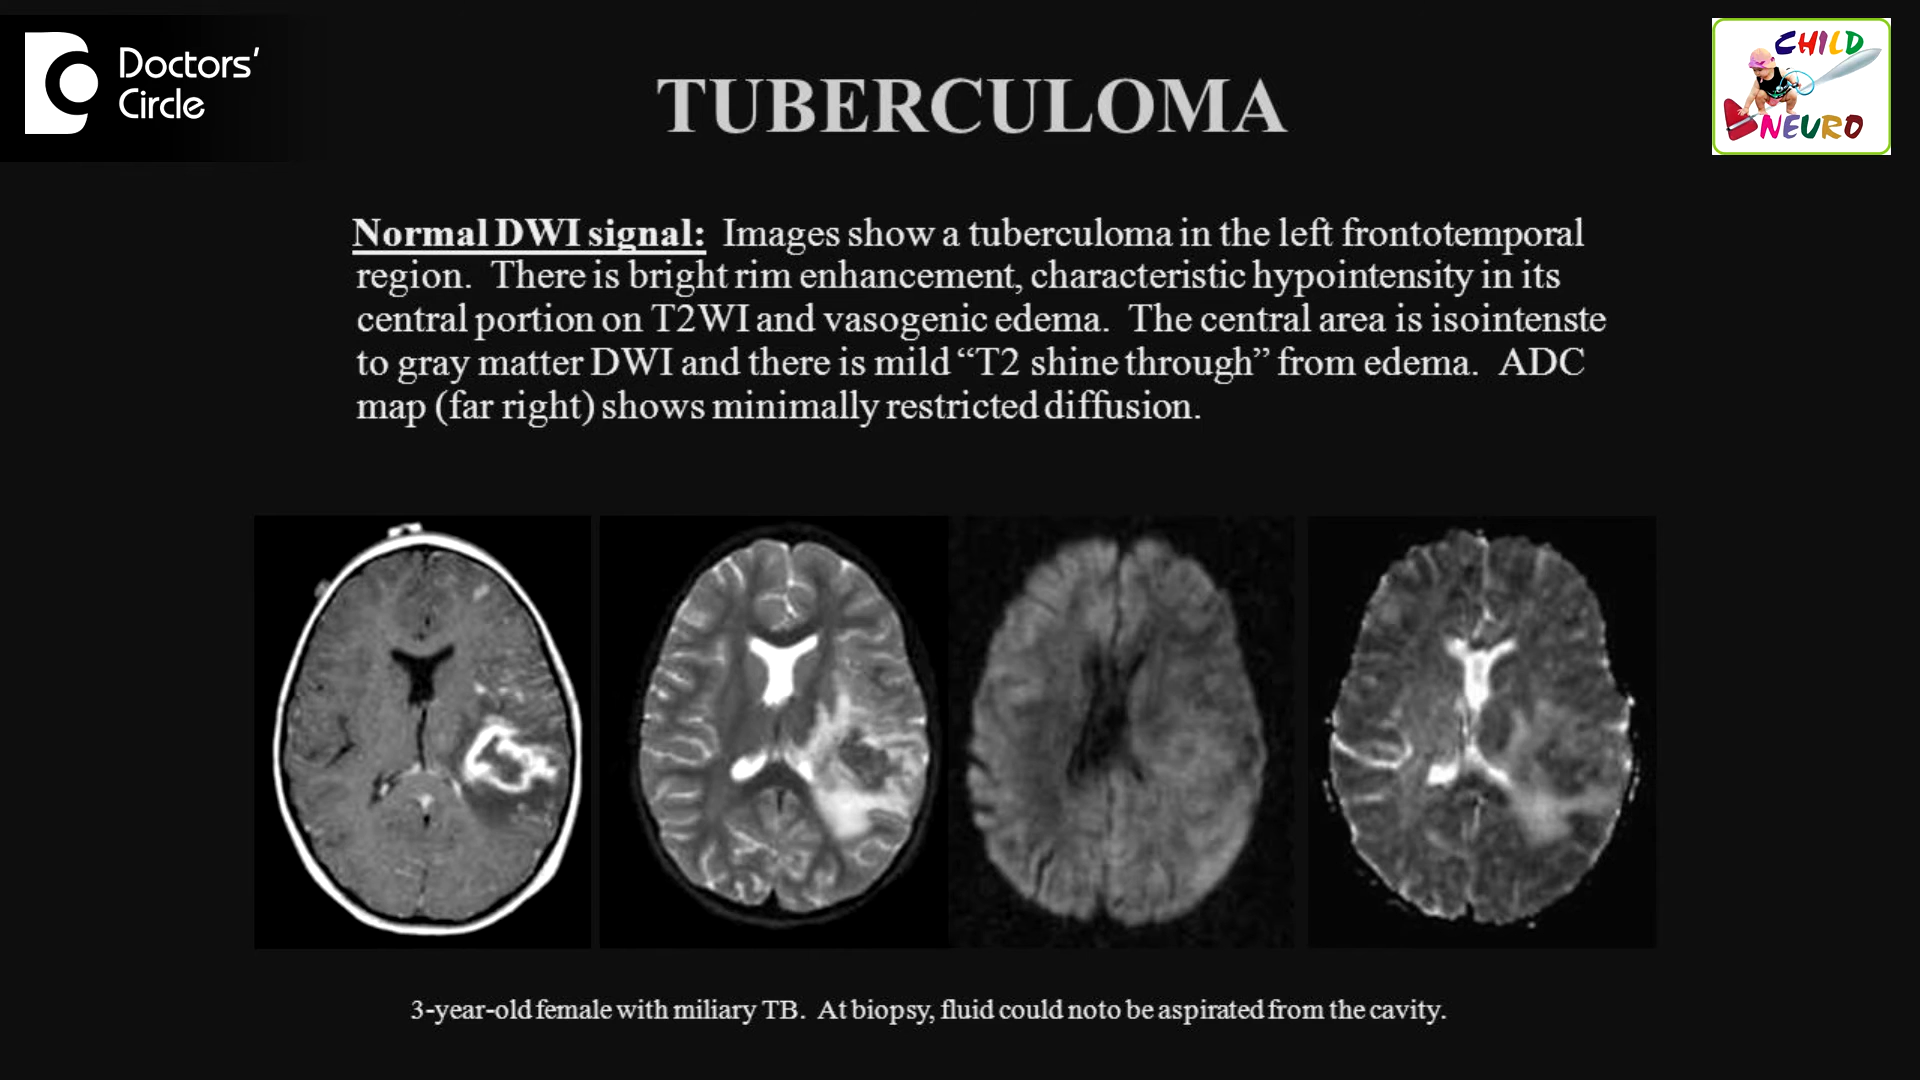 Doctors'
Circle
TUBERCULOMA
CHILD
NEURO
Normal DWI signal: Images show a tuberculoma in the left frontotemporal
region. There is bright rim enhancement, characteristic hypointensity in its
central portion on T2WI and vasogenic edema. The central area is isointenste
to gray matter DWI and there is mild “T2 shine through” from edema. ADC
map (far right) shows minimally restricted diffusion.
3-year-old female with miliary TB. At biopsy, fluid could noto be aspirated from the cavity.